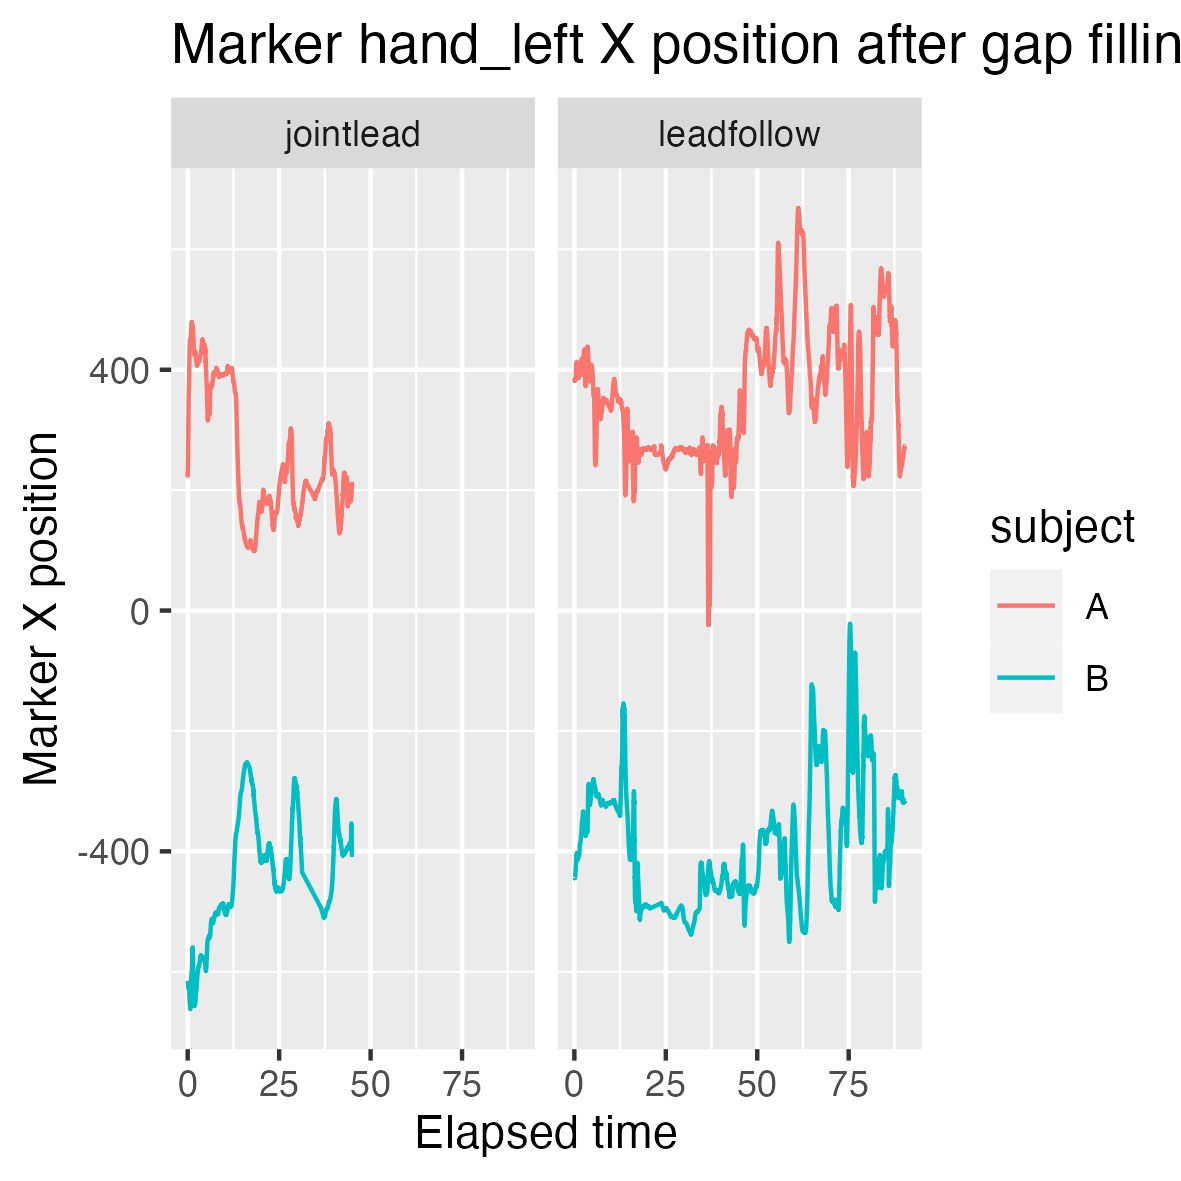 Marker hand_left X position after gap fillin
jointlead
leadfollow
400
0
-400
Marker X position
0
25
50
75
0
25
50
75
Elapsed time
subject
A
B